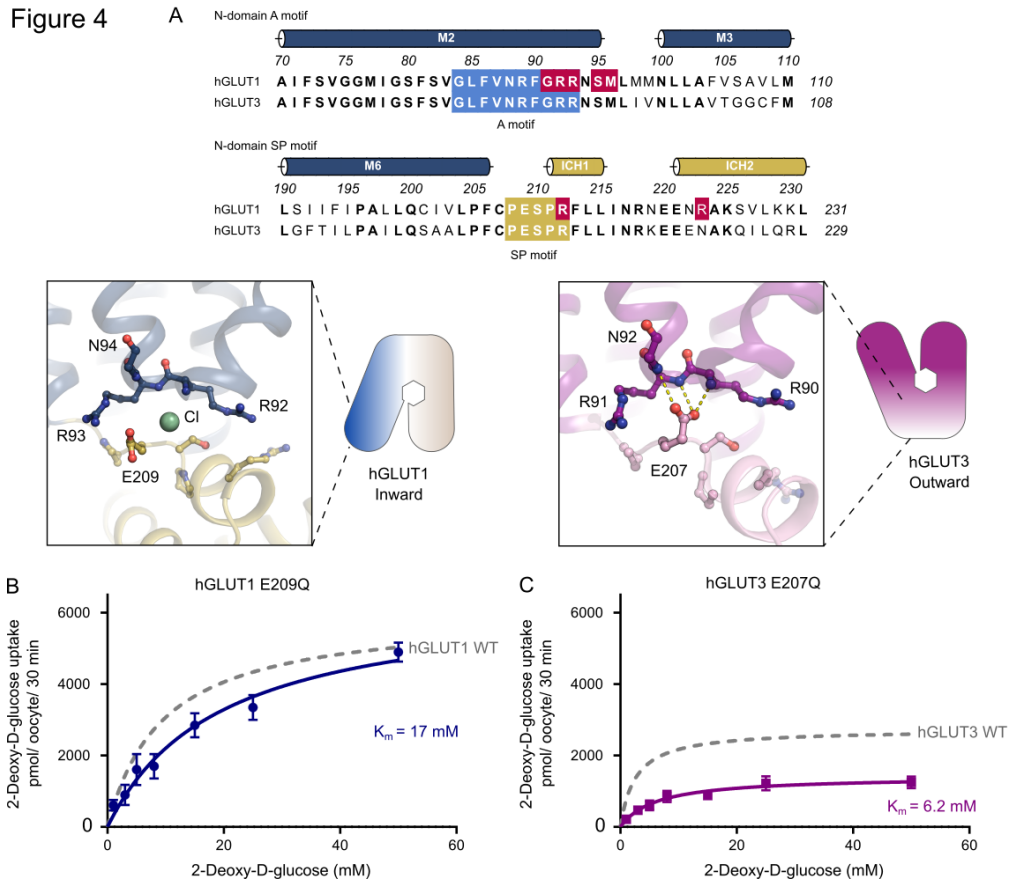 Figure 4
A
N-domain A motif
M2 M3
70 75 80 85 90 95 100 105 110
hGLUT1 AIFSVGGMIGSFSVGLFVNRFGRRNSMLMMNLLAFVSAVLM 110
hGLUT3 AIFSVGGMIGSFSVGLFVNRFGRRNSMLIVNLLAVTGGCFM 108
A motif
N-domain SP motif
M6 ICH1 ICH2
190 195 200 205 210 215 220 225 230
hGLUT1 LSIIFIPALLQCIVLPFCPESPRFLLINRNEENRAKSVLKKL 231
hGLUT3 LGFTILPAILQSAALPFCPESPRFLLINRKEEENAKQILQRL 229
SP motif
N94
Cl
R92
R93
E209
hGLUT1
Inward
N92
R91
R90
E207
hGLUT3
Outward
B
hGLUT1 E209Q
2-Deoxy-D-glucose uptake
pmol/ oocyte/ 30 min
6000
4000
2000
0
hGLUT1 WT
Km = 17 mM
0 20 40 60
2-Deoxy-D-glucose (mM)
C
hGLUT3 E207Q
2-Deoxy-D-glucose uptake
pmol/ oocyte/ 30 min
6000
4000
2000
0
hGLUT3 WT
Km = 6.2 mM
0 20 40 60
2-Deoxy-D-glucose (mM)